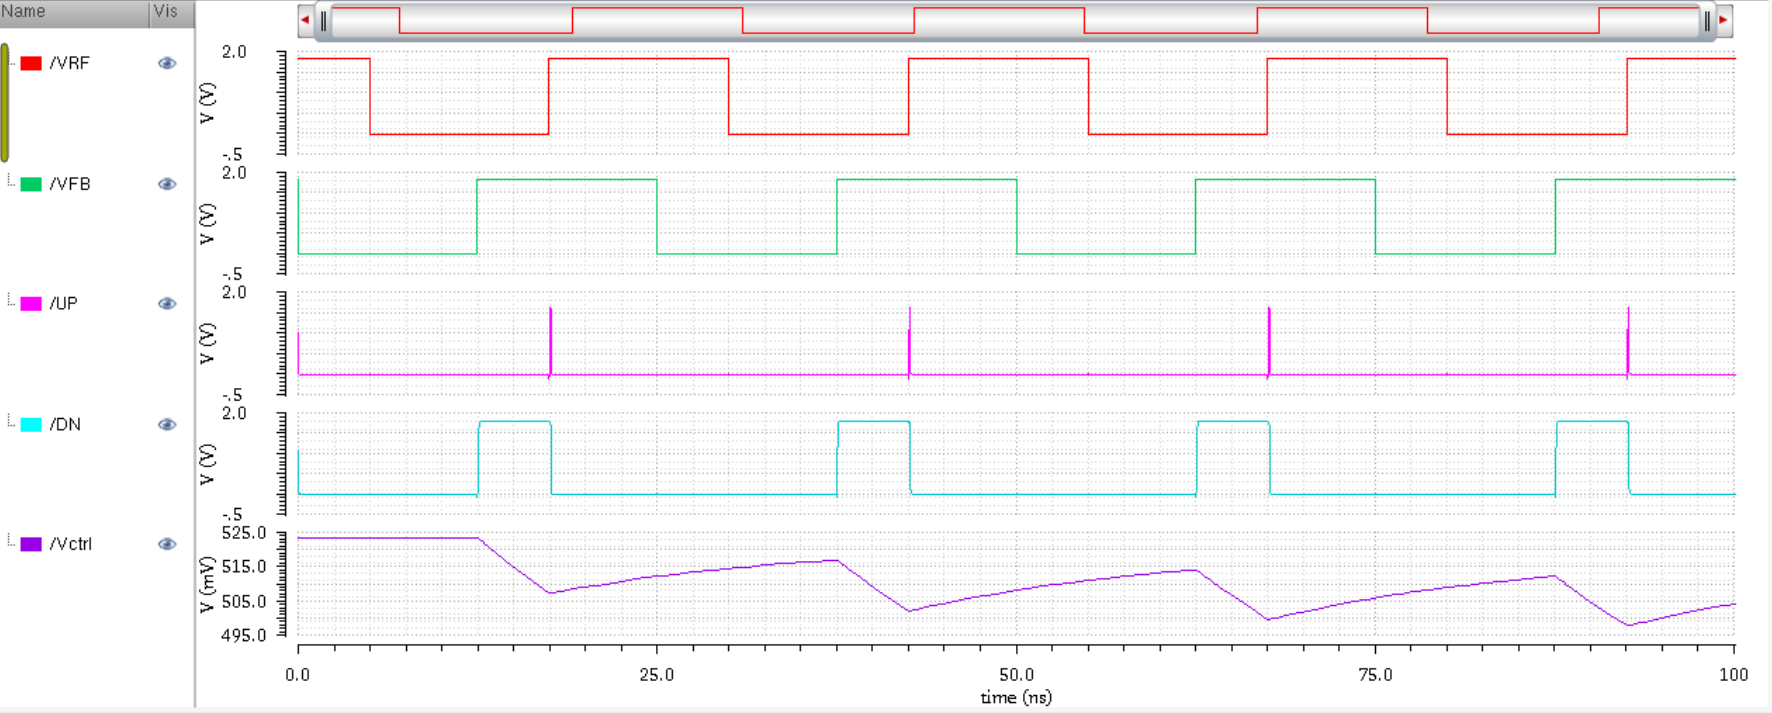 Name Vis
/VRF
2.0
V (V)
-.5
/VFB
2.0
V (V)
-.5
/UP
2.0
V (V)
-.5
/DN
2.0
V (V)
-.5
/Vctrl
525.0
515.0
505.0
495.0
V (mV)
0.0 25.0 50.0 75.0 100
time (ns)